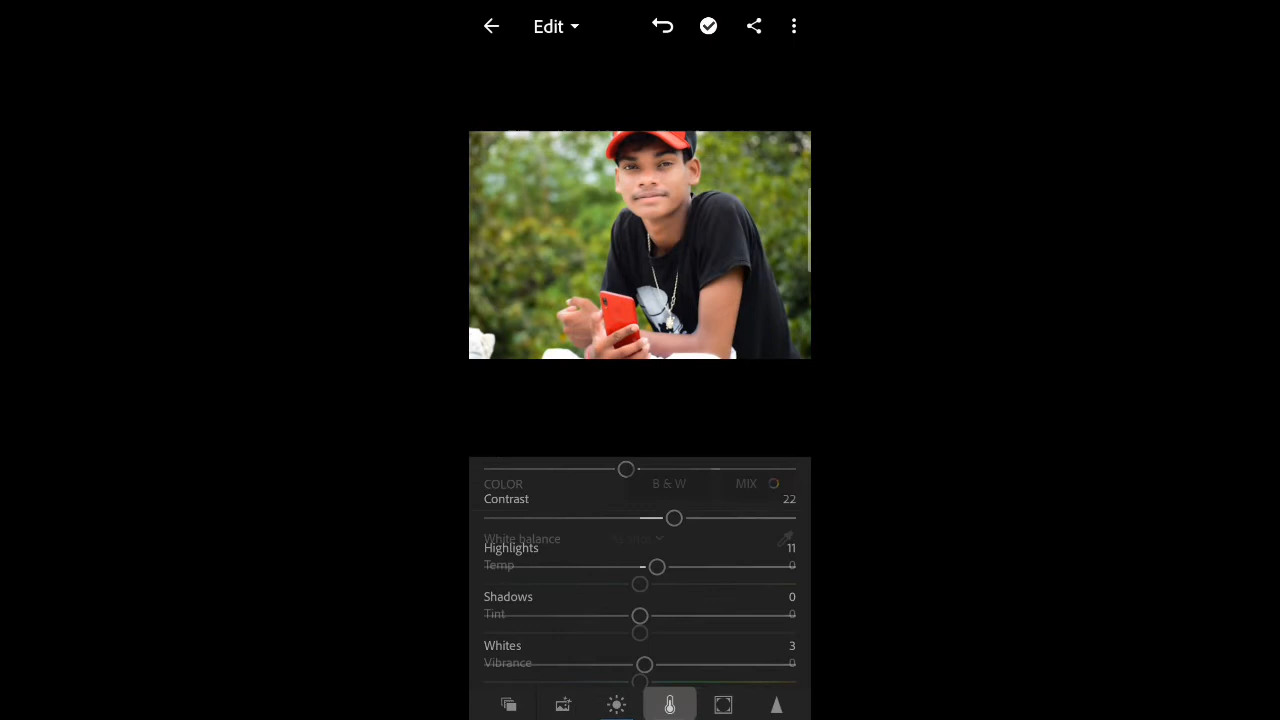 Edit
COLOR
B & W
MIX
Contrast
22
White balance
Highlights
11
Temp
0
Shadows
0
Tint
0
Whites
3
Vibrance
0